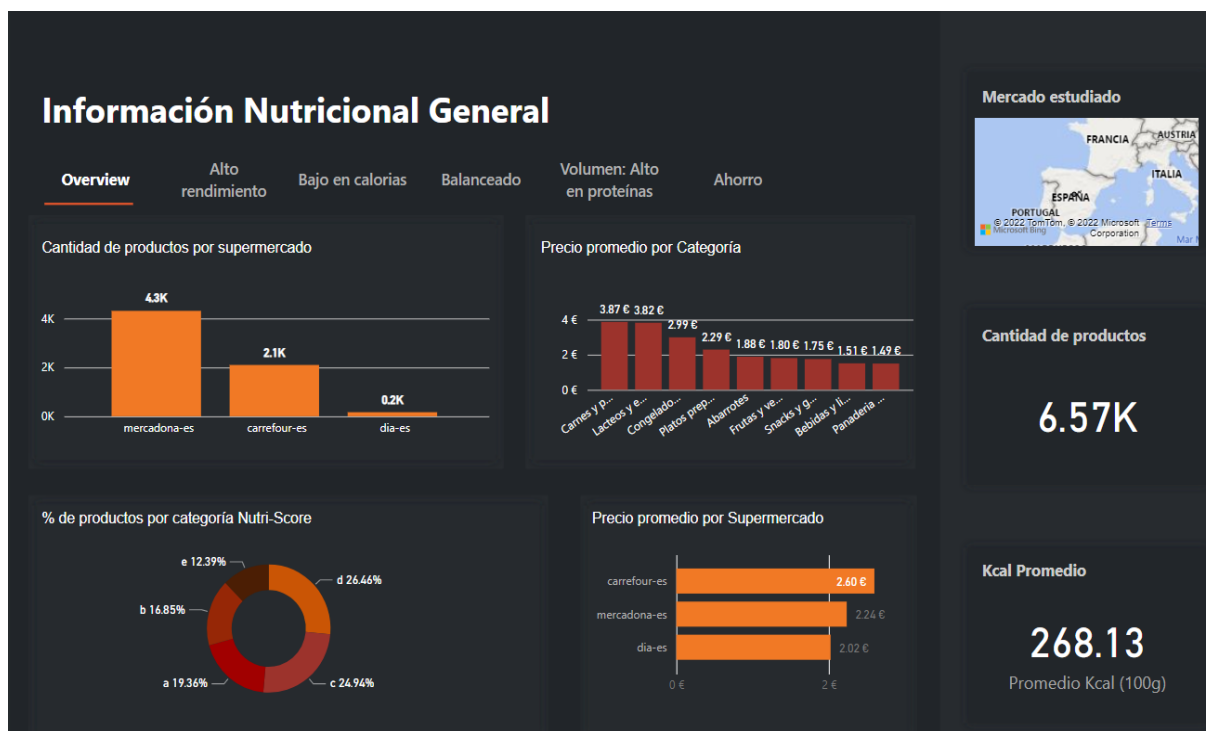 Información Nutricional General
Overview
Alto
rendimiento
Bajo en calorias
Balanceado
Volumen: Alto
en proteínas
Ahorro
Cantidad de productos por supermercado
4.3K
2.1K
0.2K
4K
2K
0K
mercadona-es
carrefour-es
dia-es
Precio promedio por Categoría
3.87 € 3.82 € 2.99 € 2.29 € 1.88 € 1.80 € 1.75 € 1.51 € 1.49 €
4 €
2 €
0 €
Carnes y p...
Lacteos y e...
Congelado...
Platos prep...
Abarrotes
Frutas y ve...
Snacks y g...
Bebidas y li...
Panaderia ...
% de productos por categoría Nutri-Score
e 12.39%
d 26.46%
b 16.85%
a 19.36%
c 24.94%
Precio promedio por Supermercado
carrefour-es
2.60 €
mercadona-es
2.24 €
dia-es
2.02 €
0 €
2 €
Mercado estudiado
FRANCIA
AUSTRIA
ITALIA
ESPAÑA
PORTUGAL
© 2022 TomTom, © 2022 Microsoft Corporation
Terms
Microsoft Bing
Mar
Cantidad de productos
6.57K
Kcal Promedio
268.13
Promedio Kcal (100g)